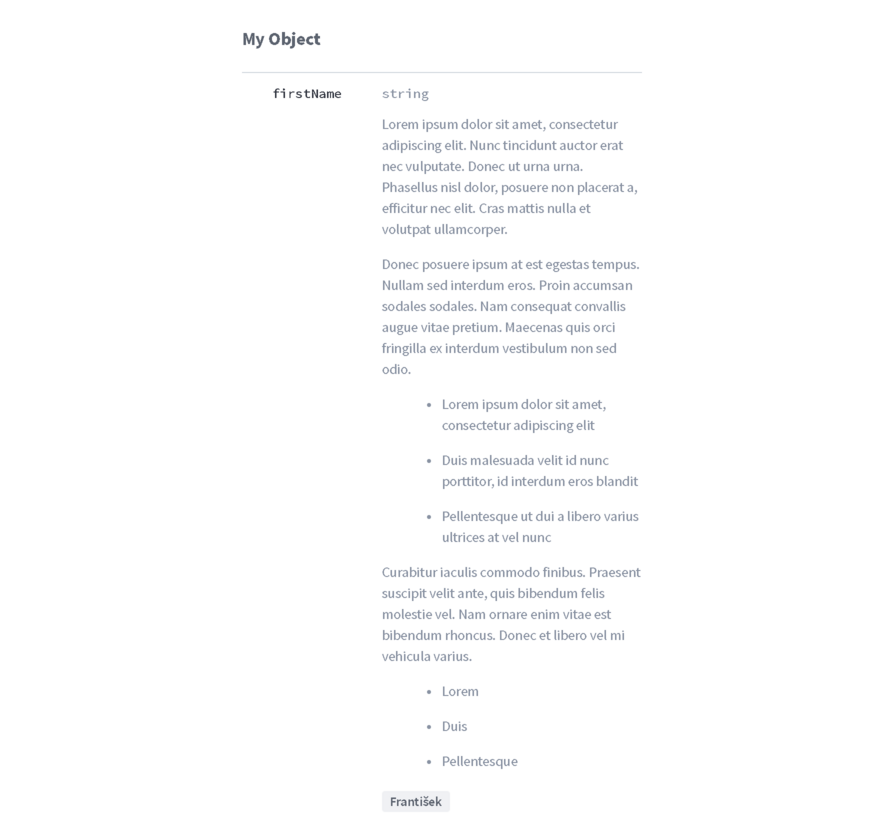 My Object
firstName string
Lorem ipsum dolor sit amet, consectetur
adipiscing elit. Nunc tincidunt auctor erat
nec vulputate. Donec ut urna urna.
Phasellus nisl dolor, posuere non placerat a,
efficitur nec elit. Cras mattis nulla et
volutpat ullamcorper.
Donec posuere ipsum at est egestas tempus.
Nullam sed interdum eros. Proin accumsan
sodales sodales. Nam consequat convallis
augue vitae pretium. Maecenas quis orci
fringilla ex interdum vestibulum non sed
odio.
• Lorem ipsum dolor sit amet,
consectetur adipiscing elit
• Duis malesuada velit id nunc
porttitor, id interdum eros blandit
• Pellentesque ut dui a libero varius
ultrices at vel nunc
Curabitur iaculis commodo finibus. Praesent
suscipit velit ante, quis bibendum felis
molestie vel. Nam ornare enim vitae est
bibendum rhoncus. Donec et libero vel mi
vehicula varius.
• Lorem
• Duis
• Pellentesque
František